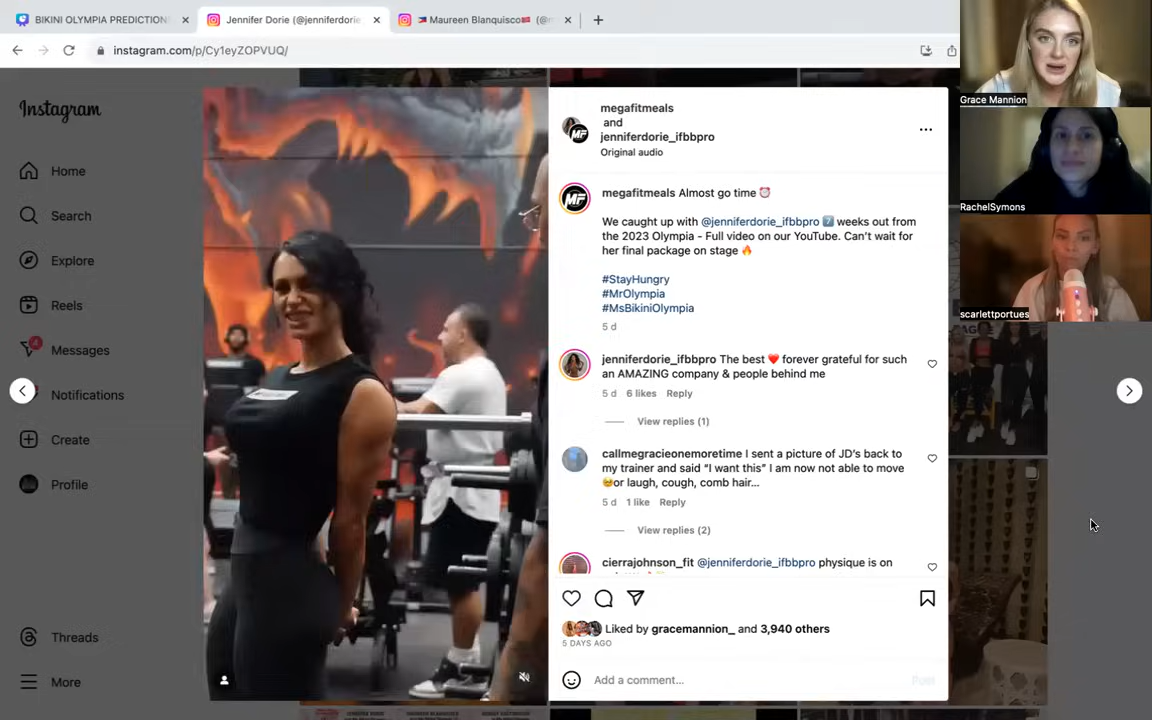 BIKINI OLYMPIA PREDICTION
Jennifer Dorie (@jenniferdorie
🇵🇭 Maureen Blanquisco🇵🇭 (@m
instagram.com/p/Cy1eyZOPVUQ/
Instagram
Home
Search
Explore
Reels
4
Messages
Notifications
Create
Profile
Threads
More
megafitmeals
and
jenniferdorie_ifbbpro
Original audio
MF
megafitmeals Almost go time ⏰
We caught up with @jenniferdorie_ifbbpro 7️⃣ weeks out from
the 2023 Olympia - Full video on our YouTube. Can't wait for
her final package on stage 🔥
#StayHungry
#MrOlympia
#MsBikiniOlympia
5 d
jenniferdorie_ifbbpro The best ❤️ forever grateful for such
an AMAZING company & people behind me
5 d 6 likes Reply
View replies (1)
callmegracieonemoretime I sent a picture of JD's back to
my trainer and said “I want this” I am now not able to move
🥹or laugh, cough, comb hair...
5 d 1 like Reply
View replies (2)
cierrajohnson_fit @jenniferdorie_ifbbpro physique is on
Liked by gracemannion_ and 3,940 others
5 DAYS AGO
Add a comment...
Post
Grace Mannion
RachelSymons
scarlettportues